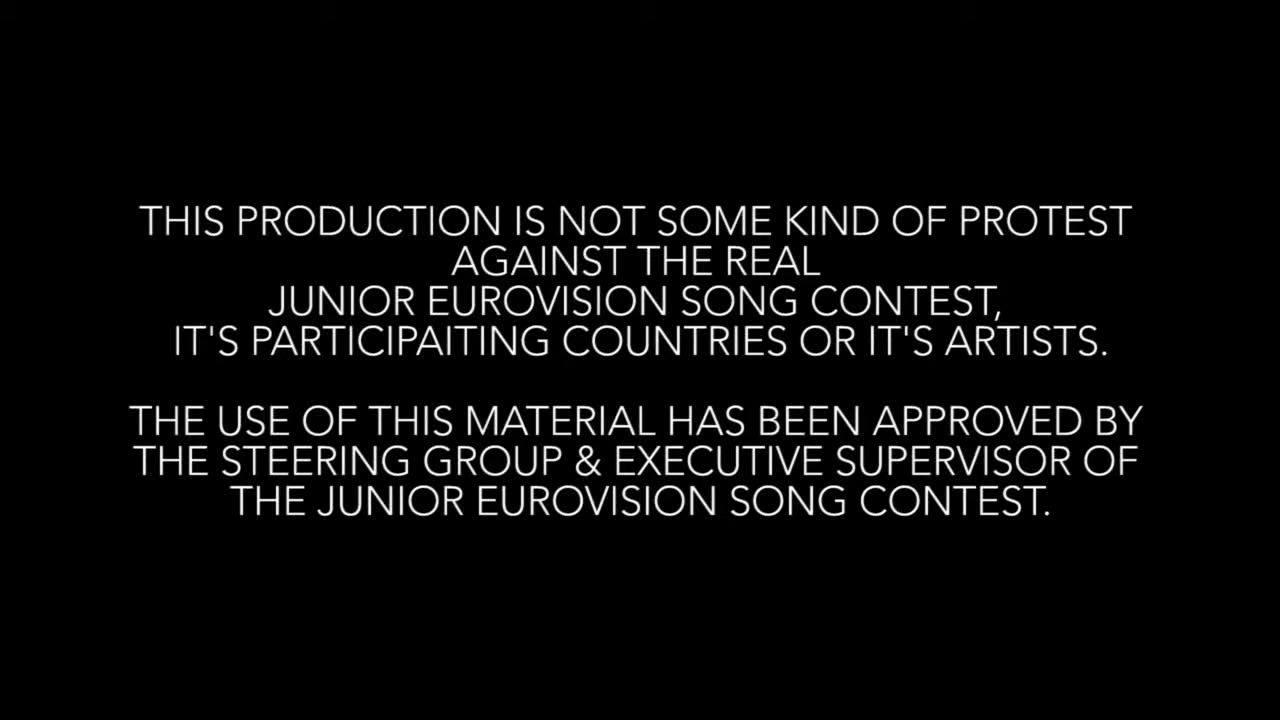 THIS PRODUCTION IS NOT SOME KIND OF PROTEST
AGAINST THE REAL
JUNIOR EUROVISION SONG CONTEST,
IT'S PARTICIPAITING COUNTRIES OR IT'S ARTISTS.
THE USE OF THIS MATERIAL HAS BEEN APPROVED BY
THE STEERING GROUP & EXECUTIVE SUPERVISOR OF
THE JUNIOR EUROVISION SONG CONTEST.